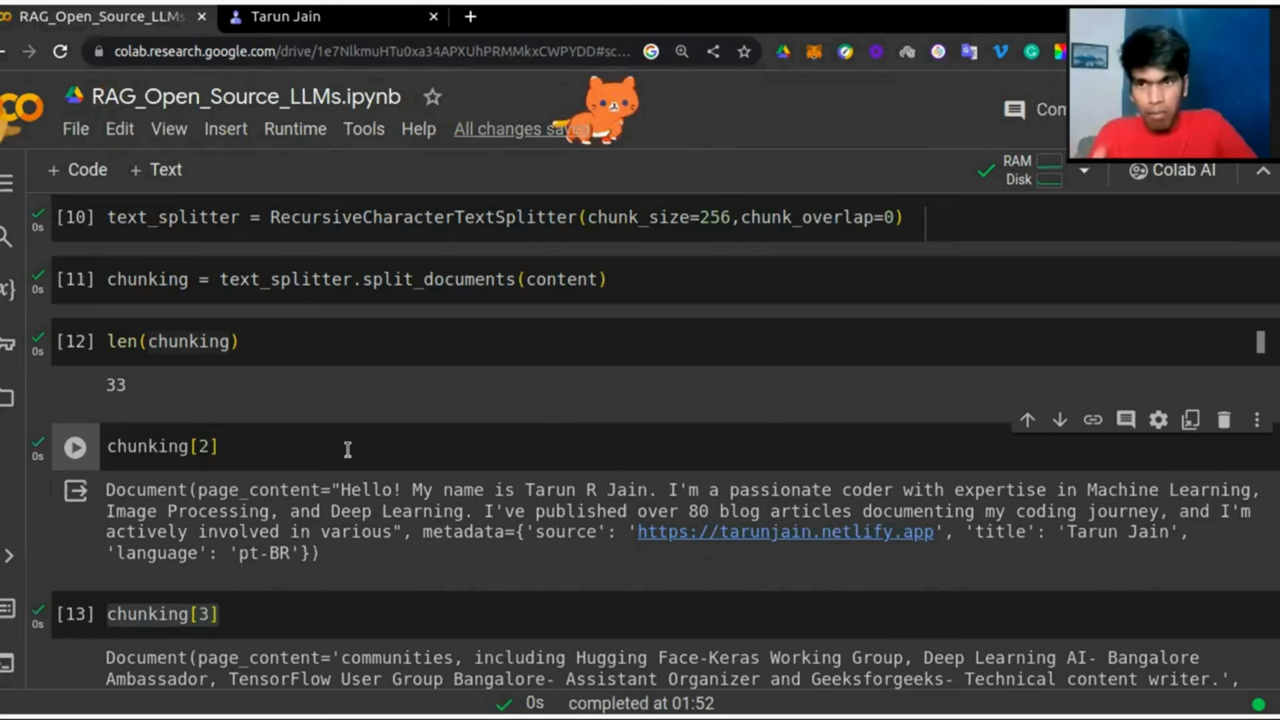 RAG_Open_Source_LLMs
Tarun Jain
colab.research.google.com/drive/1e7NlkmuHTu0xa34APXUhPRMMkxCWPYDD#sc...
RAG_Open_Source_LLMs.ipynb
File Edit View Insert Runtime Tools Help All changes
Com
+ Code + Text
RAM
Disk
Colab AI
[10] text_splitter = RecursiveCharacterTextSplitter(chunk_size=256,chunk_overlap=0)
0s
[11] chunking = text_splitter.split_documents(content)
0s
[12] len(chunking)
0s
33
chunking[2]
0s
Document(page_content="Hello! My name is Tarun R Jain. I'm a passionate coder with expertise in Machine Learning,
Image Processing, and Deep Learning. I've published over 80 blog articles documenting my coding journey, and I'm
actively involved in various", metadata={'source': 'https://tarunjain.netlify.app', 'title': 'Tarun Jain',
'language': 'pt-BR'})
[13] chunking[3]
0s
Document(page_content='communities, including Hugging Face-Keras Working Group, Deep Learning AI- Bangalore
Ambassador, TensorFlow User Group Bangalore- Assistant Organizer and Geeksforgeeks- Technical content writer.',
0s completed at 01:52